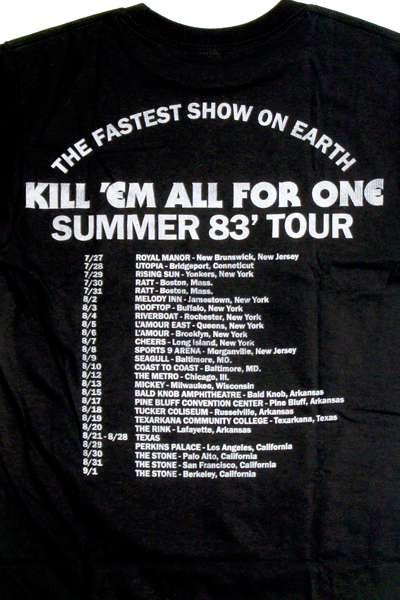 THE FASTEST SHOW ON EARTH
KILL 'EM ALL FOR ONE
SUMMER 83' TOUR
7/27 ROYAL MANOR - New Brunswick, New Jersey
7/28 UTOPIA - Bridgeport, Conneticut
7/29 RISING SUN - Yonkers, New York
7/30 RATT - Boston, Mass.
7/31 RATT - Boston, Mass.
8/2 MELODY INN - Jamestown, New York
8/3 ROOFTOP - Buffalo, New York
8/4 RIVERBOAT - Rochester, New York
8/5 L'AMOUR EAST - Queens, New York
8/6 L'AMOUR - Brooklyn, New York
8/7 CHEERS - Long Island, New York
8/8 SPORTS 9 ARENA - Morganville, New Jersey
8/9 SEAGULL - Baltimore, MD.
8/10 COAST TO COAST - Baltimore, MD.
8/12 THE METRO - Chicago, Ill.
8/13 MICKEY - Milwaukee, Wisconsin
8/15 BALD KNOB AMPHITHEATRE - Bald Knob, Arkansas
8/17 PINE BLUFF CONVENTION CENTER - Pine Bluff, Arkansas
8/18 TUCKER COLISEUM - Russelville, Arkansas
8/19 TEXARKANA COMMUNITY COLLEGE - Texarkana, Texas
8/20 THE RINK - Lafayette, Arkansas
8/21 - 8/28 TEXAS
8/29 PERKINS PALACE - Los Angeles, California
8/30 THE STONE - Palo Alto, California
8/31 THE STONE - San Francisco, California
9/1 THE STONE - Berkeley, California